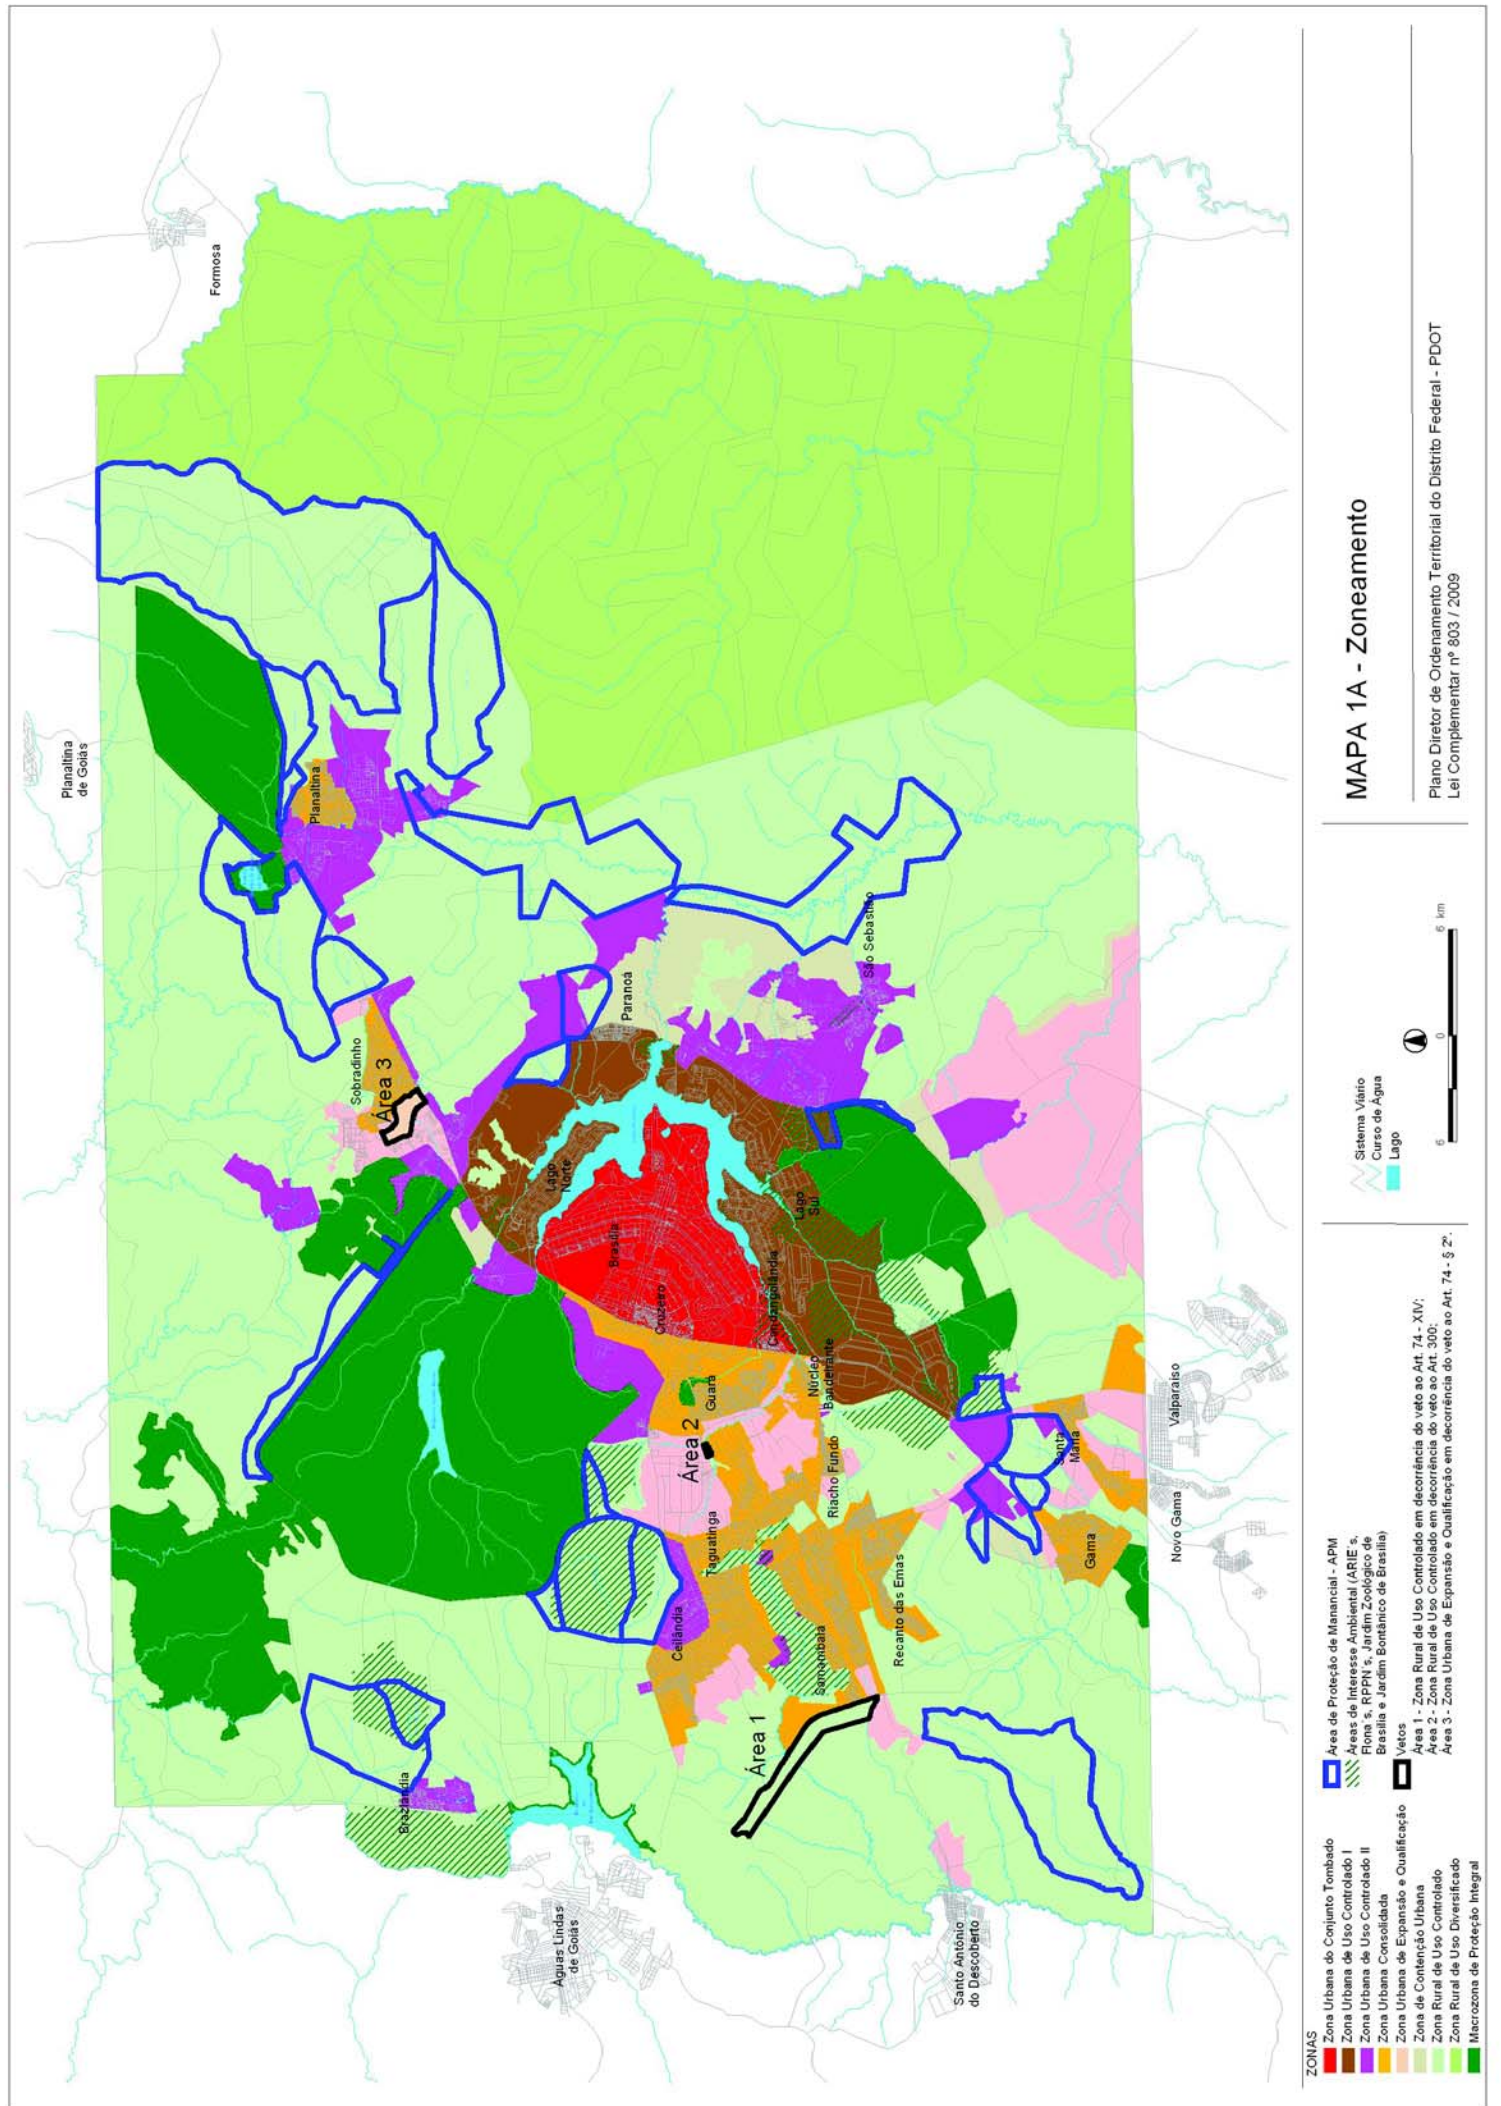 Formosa
Planaltina
de Goiás
Planaltina
Sobradinho
Área 3
Paranoá
São Sebastião
Lago
Norte
Brasília
Cruzeiro
Lago
Sul
Candangolândia
Núcleo
Bandeirante
Guará
Área 2
Riacho Fundo
Taguatinga
Ceilândia
Samambaia
Recanto das Emas
Área 1
Brazlândia
Águas Lindas
de Goiás
Santo Antônio
do Descoberto
Gama
Santa
Maria
Novo Gama
Valparaiso
ZONAS
Zona Urbana do Conjunto Tombado
Zona Urbana de Uso Controlado I
Zona Urbana de Uso Controlado II
Zona Urbana Consolidada
Zona Urbana de Expansão e Qualificação
Zona de Contenção Urbana
Zona Rural de Uso Controlado
Zona Rural de Uso Diversificado
Macrozona de Proteção Integral
Área de Proteção de Manancial - APM
Áreas de Interesse Ambiental (ARIE´s,
Flona´s, RPPN´s, Jardim Zoológico de
Brasília e Jardim Bontânico de Brasília)
Vetos
Área 1 - Zona Rural de Uso Controlado em decorrência do veto ao Art. 74 - XIV;
Área 2 - Zona Rural de Uso Controlado em decorrência do veto ao Art. 300;
Área 3 - Zona Urbana de Expansão e Qualificação em decorrência do veto ao Art. 74 - § 2º.
Sistema Viário
Curso de Água
Lago
6 0 6 km
MAPA 1A - Zoneamento
Plano Diretor de Ordenamento Territorial do Distrito Federal - PDOT
Lei Complementar nº 803 / 2009